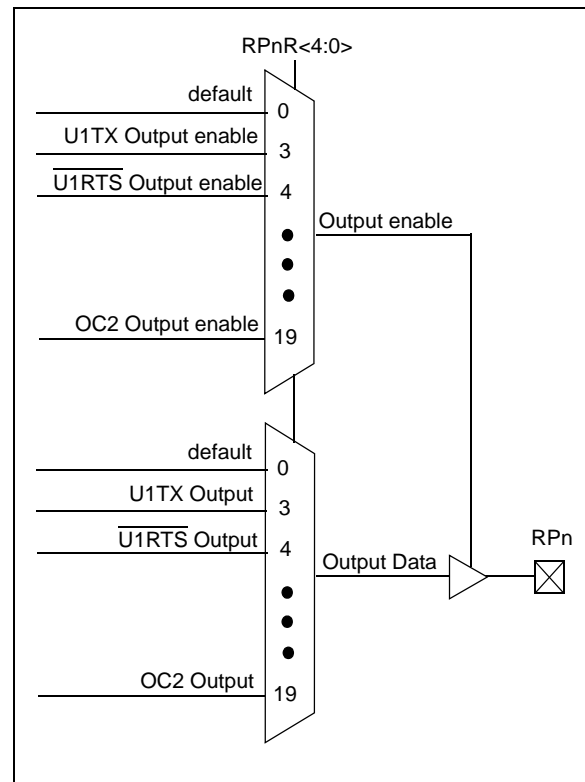 RPnR<4:0>
default
0
U1TX Output enable
3
U1RTS Output enable
4
Output enable
OC2 Output enable
19
default
0
U1TX Output
3
U1RTS Output
4
RPn
Output Data
OC2 Output
19